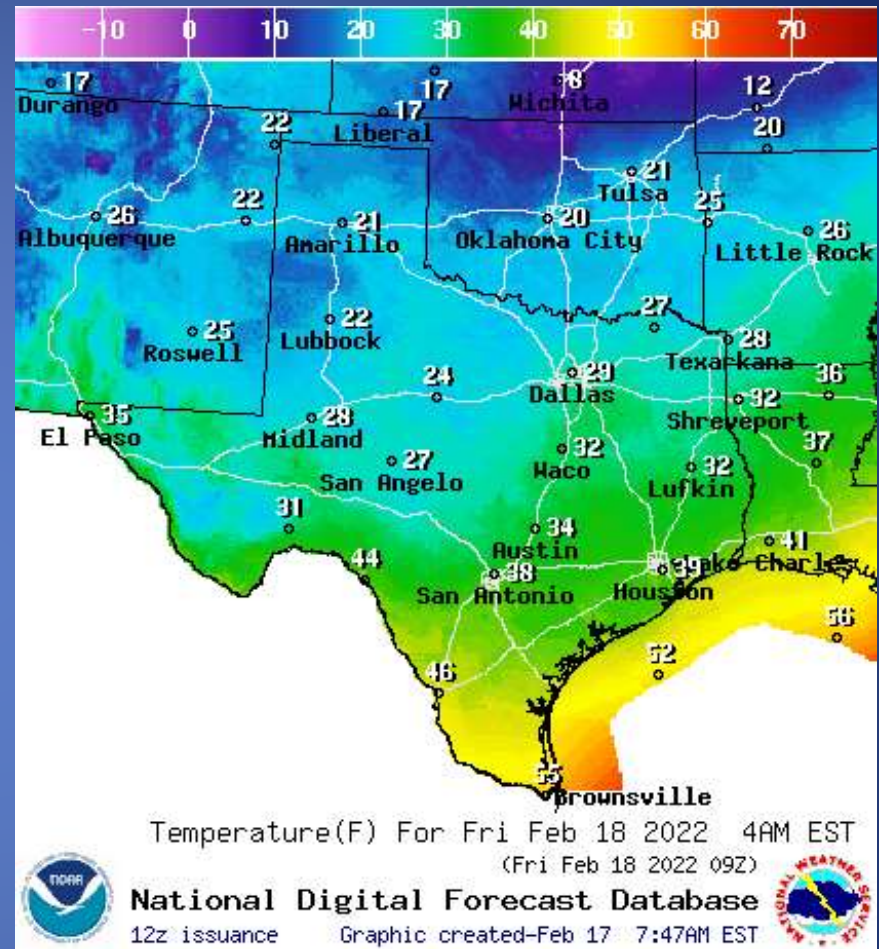 -10 0 10 20 30 40 50 60 70
17 17 8 12
Durango Wichita
17
Liberal
22 20
21
Tulsa
26 22 21 20 25 26
Albuquerque Amarillo Oklahoma City Little Rock
25 22 27 28
Roswell Lubbock Texarkana
24 29 36
Dallas
35 28 32
El Paso Midland Shreveport
27 32 32 37
San Angelo Waco Lufkin
31 34 41
Austin Lake Charles
44 38 39
San Antonio Houston
56
46 52
55
Brownsville
Temperature(F) For Fri Feb 18 2022 4AM EST
(Fri Feb 18 2022 09Z)
NOAA
National Digital Forecast Database
12z issuance Graphic created-Feb 17 7:47AM EST
NATIONAL WEATHER SERVICE